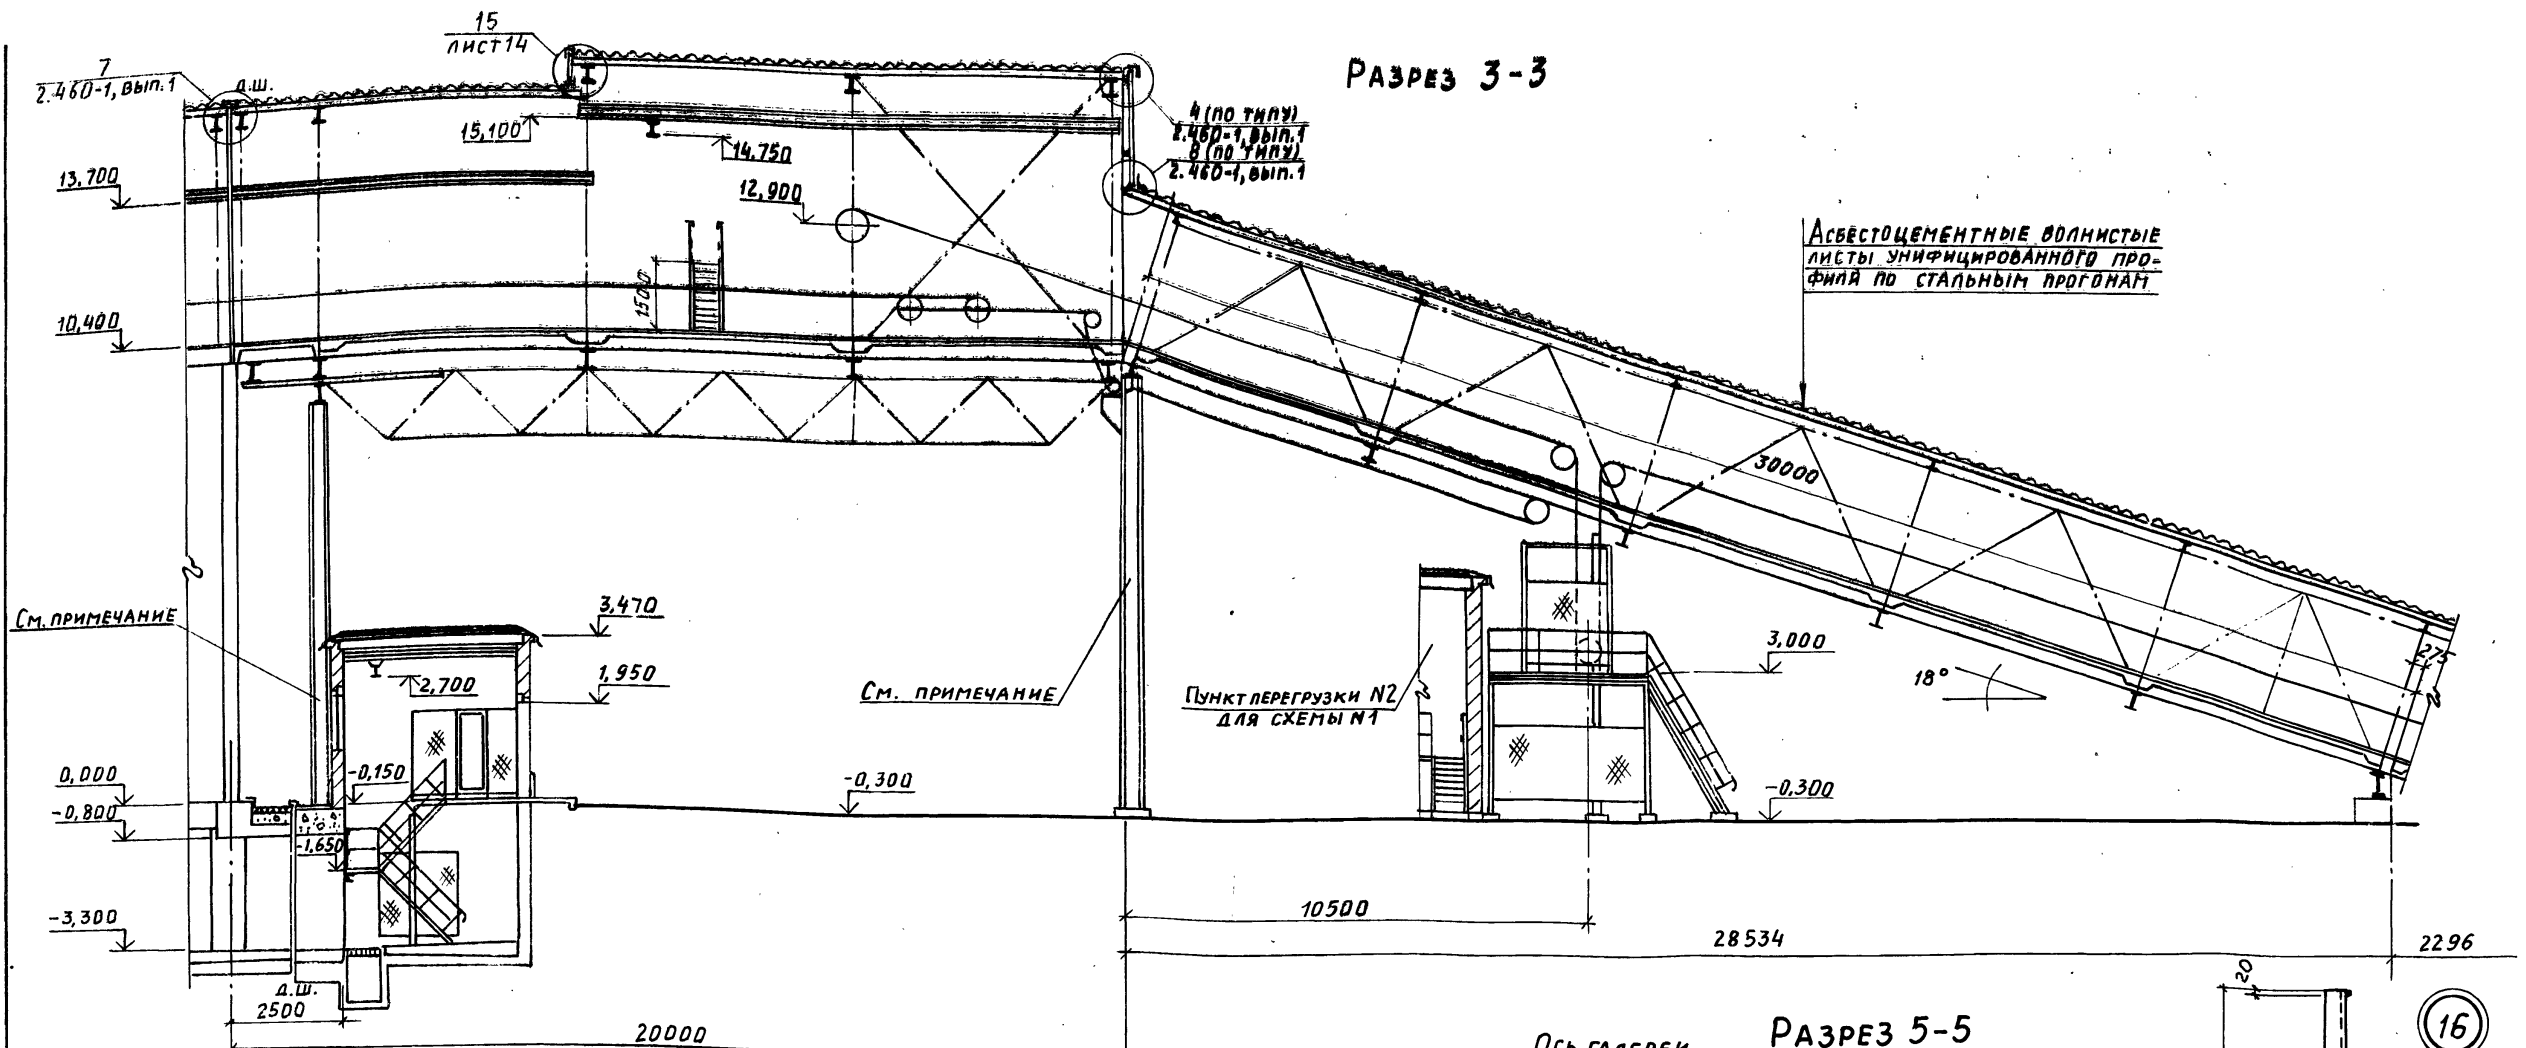 15
ЛИСТ 14
РАЗРЕЗ 3-3
7
2.460-1, ВЫП.1
Д.Ш.
4 (ПО ТИПУ)
2.460-1, ВЫП.1
8 (ПО ТИПУ)
2.460-1, ВЫП.1
15,100
14.750
13,700
12,900
АСБЕСТОЦЕМЕНТНЫЕ ВОЛНИСТЫЕ
ЛИСТЫ УНИФИЦИРОВАННОГО ПРО-
ФИЛЯ ПО СТАЛЬНЫМ ПРОГОНАМ
1500
10,400
30000
СМ. ПРИМЕЧАНИЕ
3,470
2,700
1,950
СМ. ПРИМЕЧАНИЕ
ПУНКТ ПЕРЕГРУЗКИ N2
ДЛЯ СХЕМЫ N1
3,000
18°
275
0,000
-0,150
-0,300
-0,300
-0,800
-1,650
-3,300
10500
28534
2296
Д.Ш.
2500
20000
20
ОСЬ ГАЛЕРЕИ
РАЗРЕЗ 5-5
16